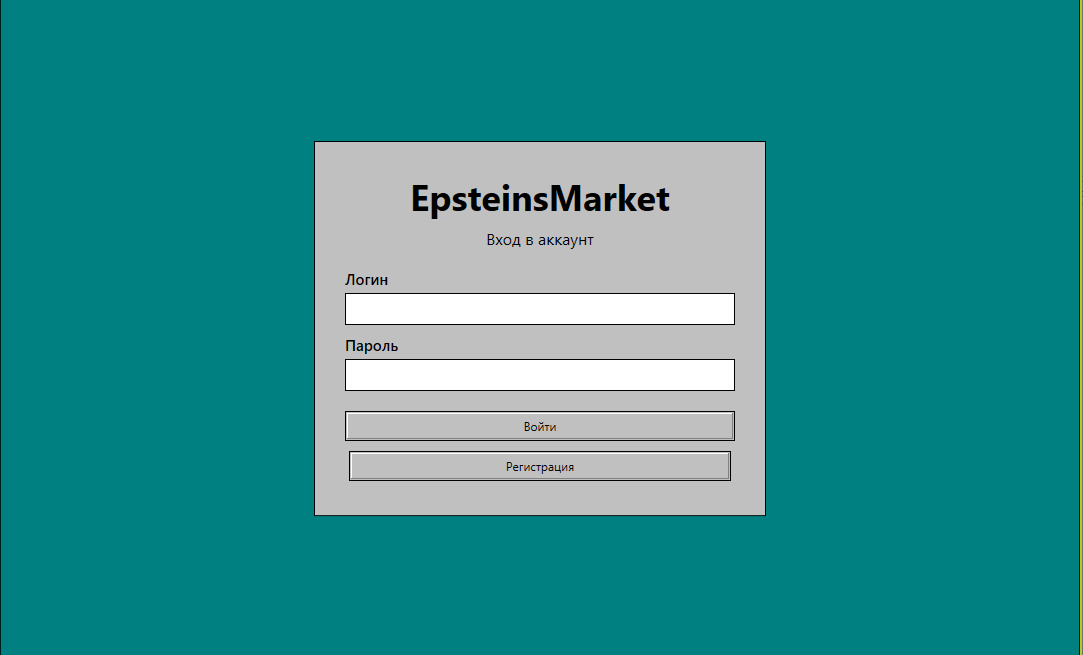 EpsteinsMarket
Вход в аккаунт
Логин
Пароль
Войти
Регистрация